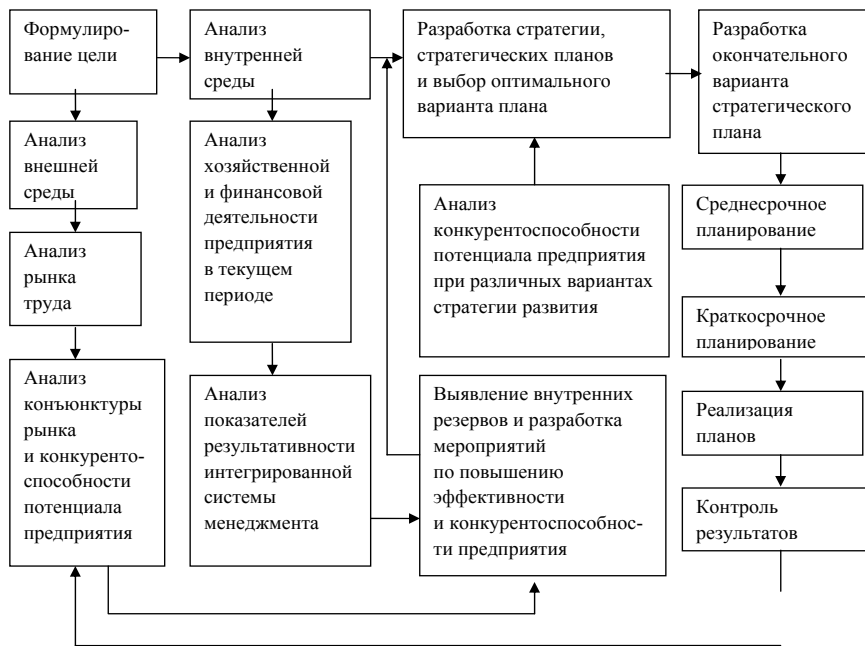 Формулиро-
вание цели
Анализ
внутренней
среды
Разработка стратегии,
стратегических планов
и выбор оптимального
варианта плана
Разработка
окончательного
варианта
стратегического
плана
Анализ
внешней
среды
Анализ
хозяйственной
и финансовой
деятельности
предприятия
в текущем
периоде
Анализ
конкурентоспособности
потенциала предприятия
при различных вариантах
стратегии развития
Среднесрочное
планирование
Анализ
рынка
труда
Краткосрочное
планирование
Анализ
конъюнктуры
рынка
и конкуренто-
способности
потенциала
предприятия
Анализ
показателей
результативности
интегрированной
системы
менеджмента
Выявление внутренних
резервов и разработка
мероприятий
по повышению
эффективности
и конкурентоспособнос-
ти предприятия
Реализация
планов
Контроль
результатов